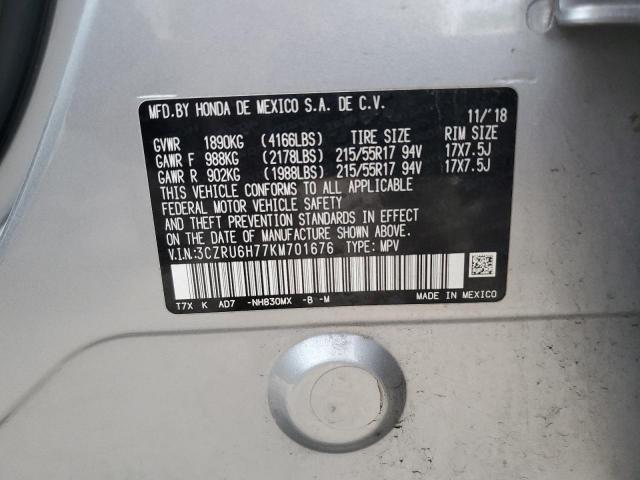 MFD.BY HONDA DE MEXICO S.A. DE C.V.
11/'18
GVWR 1890KG (4166LBS) TIRE SIZE RIM SIZE
GAWR F 988KG (2178LBS) 215/55R17 94V 17X7.5J
GAWR R 902KG (1988LBS) 215/55R17 94V 17X7.5J
THIS VEHICLE CONFORMS TO ALL APPLICABLE
FEDERAL MOTOR VEHICLE SAFETY
AND THEFT PREVENTION STANDARDS IN EFFECT
ON THE DATE OF MANUFACTURE SHOWN ABOVE.
V.I.N:3CZRU6H77KM701676 TYPE: MPV
T7X K AD7 -NH830MX -B -M MADE IN MEXICO